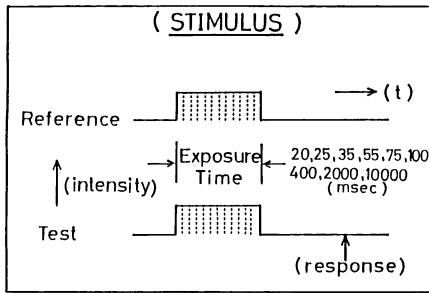 ( STIMULUS )
(t)
Reference
Exposure Time
20,25,35,55,75,100
400,2000,10000
(msec)
(intensity)
Test
(response)